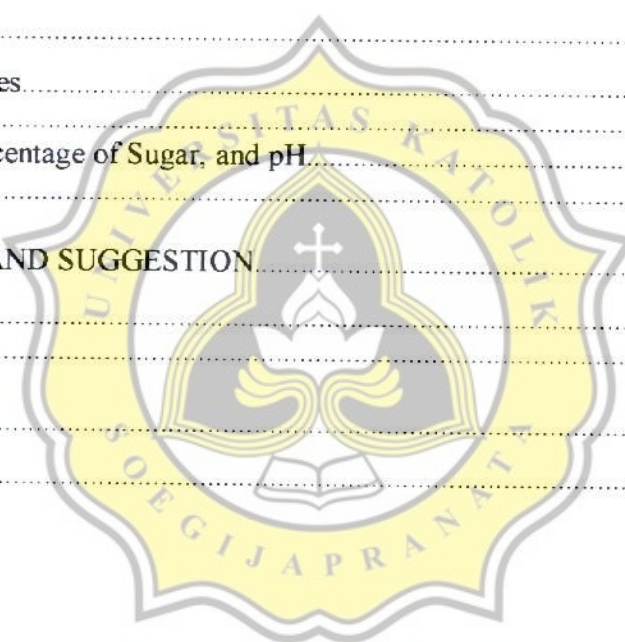 es
centage of Sugar, and pH
AND SUGGESTION
UNIVERSITAS KATOLIK
SOEGIJAPRANATA